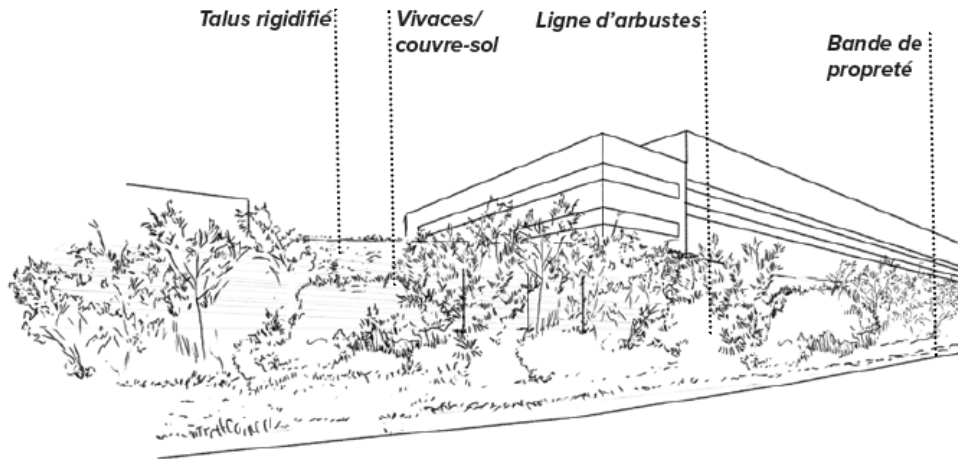 Talus rigidifié
Vivaces/
couvre-sol
Ligne d'arbustes
Bande de
propreté